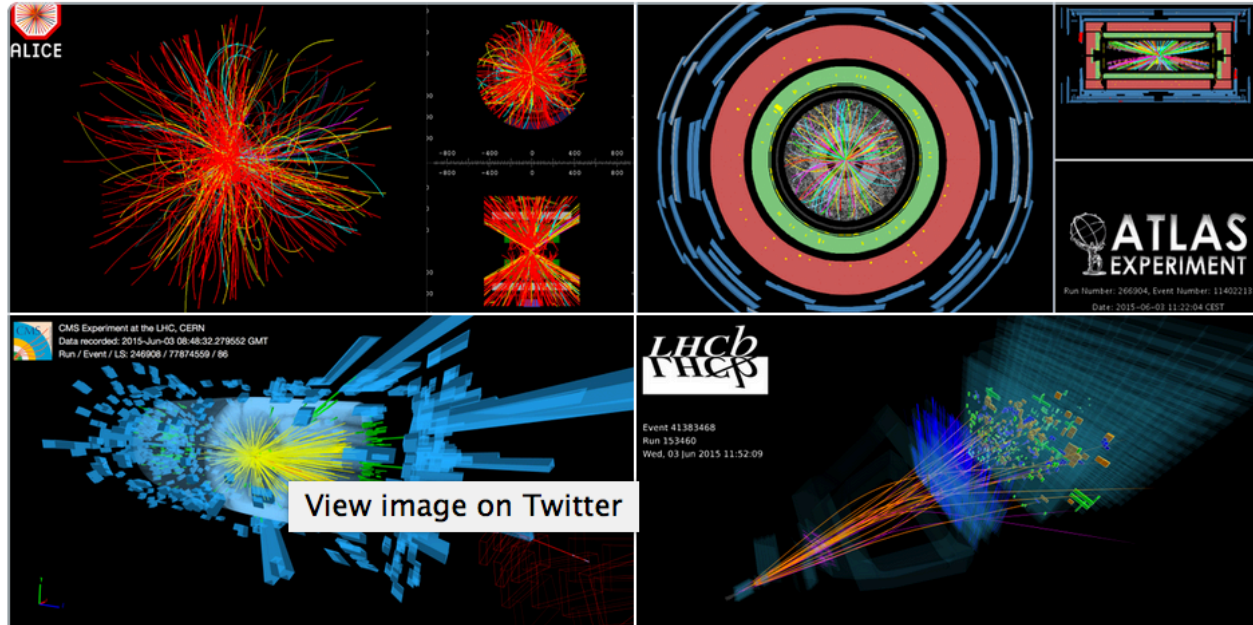 ALICE
-800 -400 0 400 800
-800 -400 0 400 800
ATLAS
EXPERIMENT
Run Number: 266904, Event Number: 11402213
Date: 2015-06-03 11:22:04 CEST
CMS
CMS Experiment at the LHC, CERN
Data recorded: 2015-Jun-03 08:48:32.279552 GMT
Run / Event / LS: 246908 / 77874559 / 86
View image on Twitter
LHCb
LHCb
Event 41383468
Run 153460
Wed, 03 Jun 2015 11:52:09